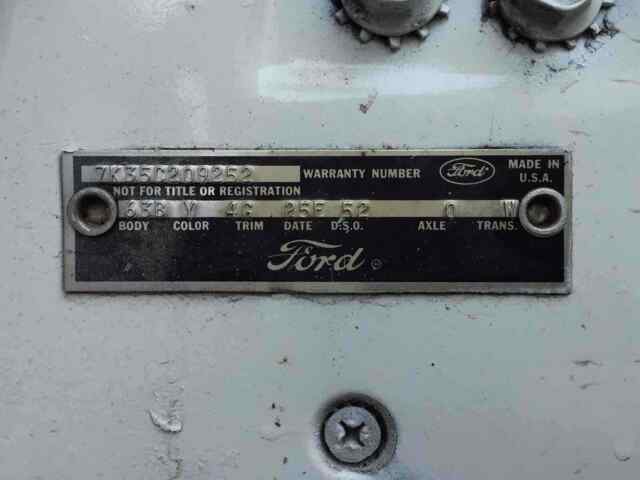 7K35C209252 WARRANTY NUMBER Ford MADE IN
U.S.A.
NOT FOR TITLE OR REGISTRATION
63B Y 4G 25F 52 0 W
BODY COLOR TRIM DATE D.S.O. AXLE TRANS.
Ford ®